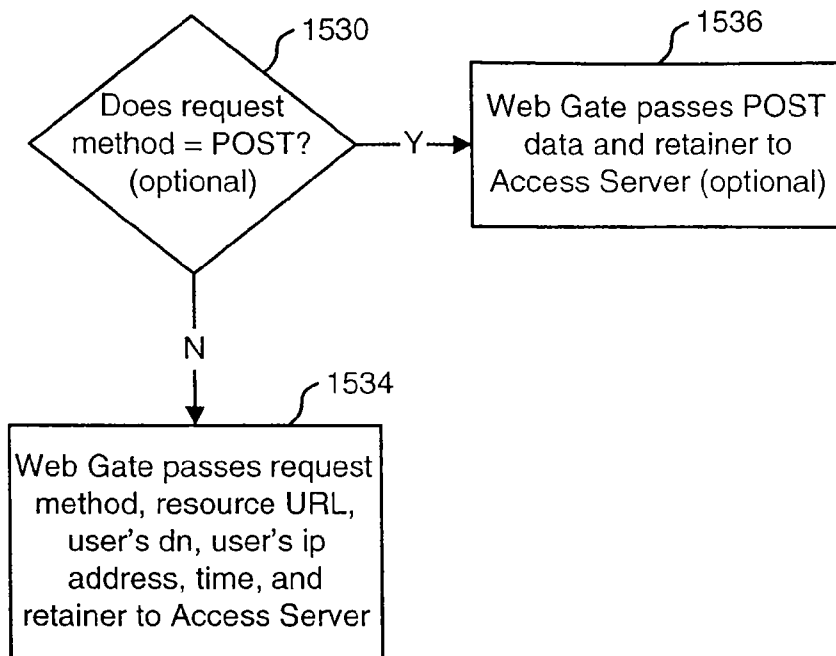 1530
Does request
method = POST?
(optional)
Y
1536
Web Gate passes POST
data and retainer to
Access Server (optional)
N
1534
Web Gate passes request
method, resource URL,
user's dn, user's ip
address, time, and
retainer to Access Server